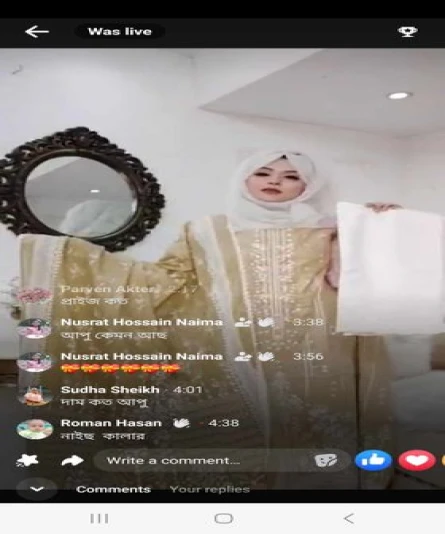 Was live
Parven Akter 2:17
প্রাইজ কত
Nusrat Hossain Naima 3:38
আপু কেমন আছ
Nusrat Hossain Naima 3:56
Sudha Sheikh · 4:01
দাম কত আপু
Roman Hasan · 4:38
নাইছ কালার
Write a comment...
Comments Your replies